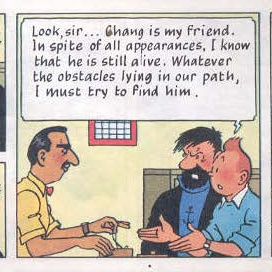 Look, sir... Chang is my friend.
In spite of all appearances, I know
that he is still alive. Whatever
the obstacles lying in our path,
I must try to find him.